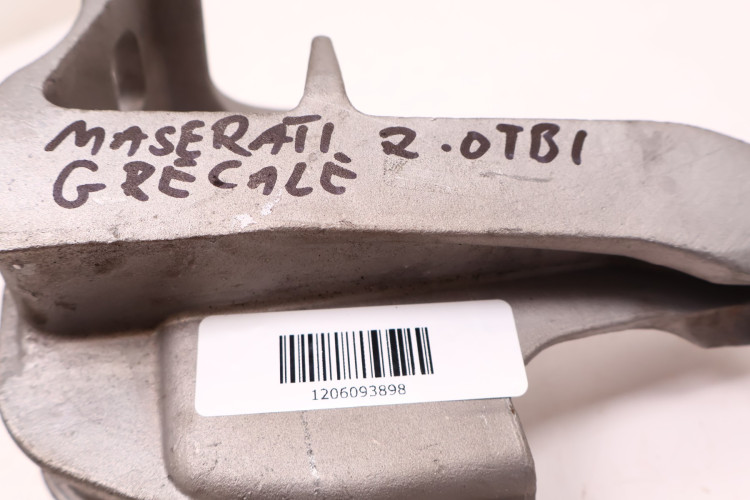 MASERATI 2.0TBI
GRECALE
1206093898